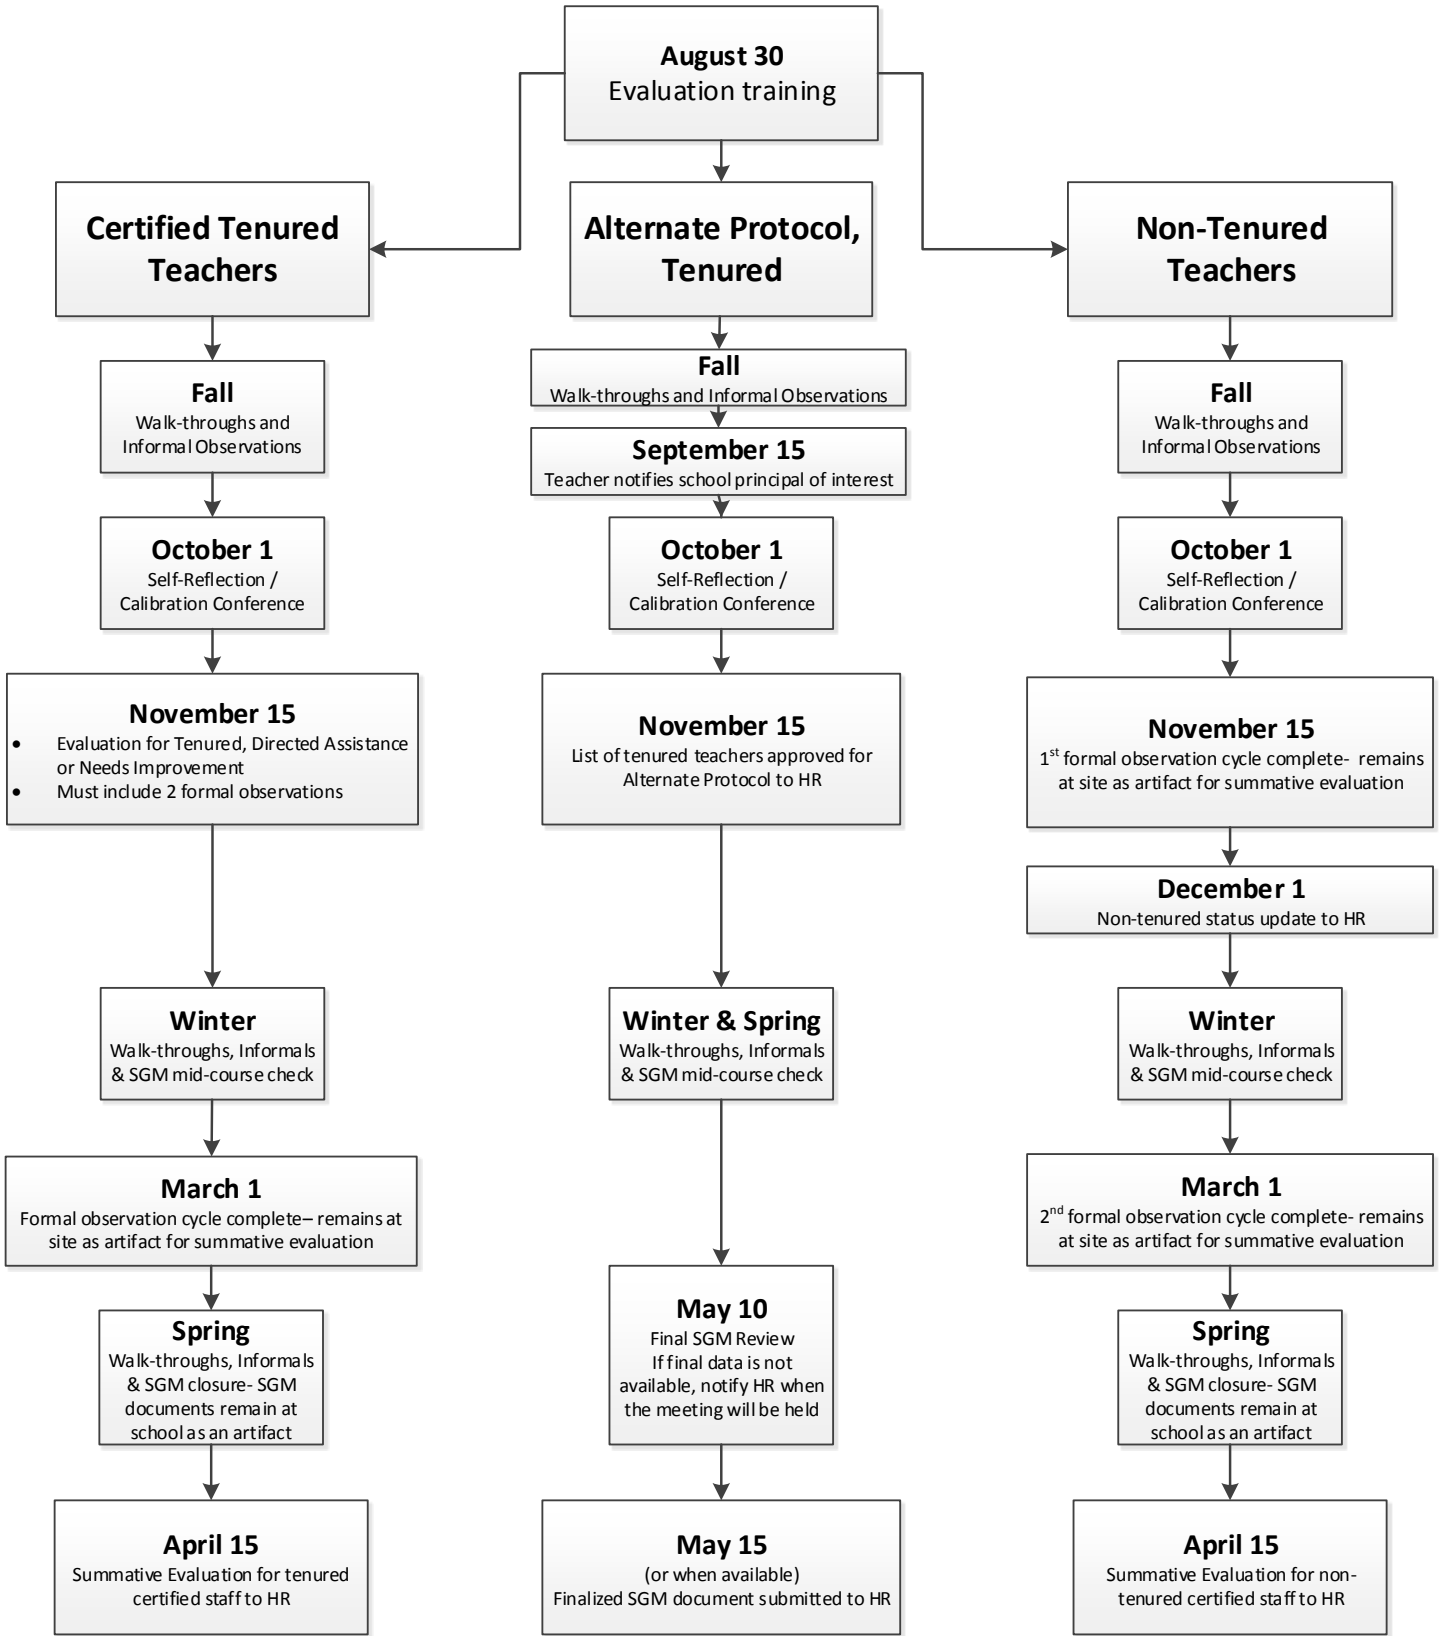 August 30
Evaluation training
Certified Tenured
Teachers
Fall
Walk-throughs and
Informal Observations
October 1
Self-Reflection /
Calibration Conference
November 15
• Evaluation for Tenured, Directed Assistance
or Needs Improvement
• Must include 2 formal observations
Winter
Walk-throughs, Informals
& SGM mid-course check
March 1
Formal observation cycle complete– remains at
site as artifact for summative evaluation
Spring
Walk-throughs, Informals
& SGM closure- SGM
documents remain at
school as an artifact
April 15
Summative Evaluation for tenured
certified staff to HR
Alternate Protocol,
Tenured
Fall
Walk-throughs and Informal Observations
September 15
Teacher notifies school principal of interest
October 1
Self-Reflection /
Calibration Conference
November 15
List of tenured teachers approved for
Alternate Protocol to HR
Winter & Spring
Walk-throughs, Informals
& SGM mid-course check
May 10
Final SGM Review
If final data is not
available, notify HR when
the meeting will be held
May 15
(or when available)
Finalized SGM document submitted to HR
Non-Tenured
Teachers
Fall
Walk-throughs and
Informal Observations
October 1
Self-Reflection /
Calibration Conference
November 15
1st formal observation cycle complete- remains
at site as artifact for summative evaluation
December 1
Non-tenured status update to HR
Winter
Walk-throughs, Informals
& SGM mid-course check
March 1
2nd formal observation cycle complete- remains
at site as artifact for summative evaluation
Spring
Walk-throughs, Informals
& SGM closure- SGM
documents remain at
school as an artifact
April 15
Summative Evaluation for non-
tenured certified staff to HR